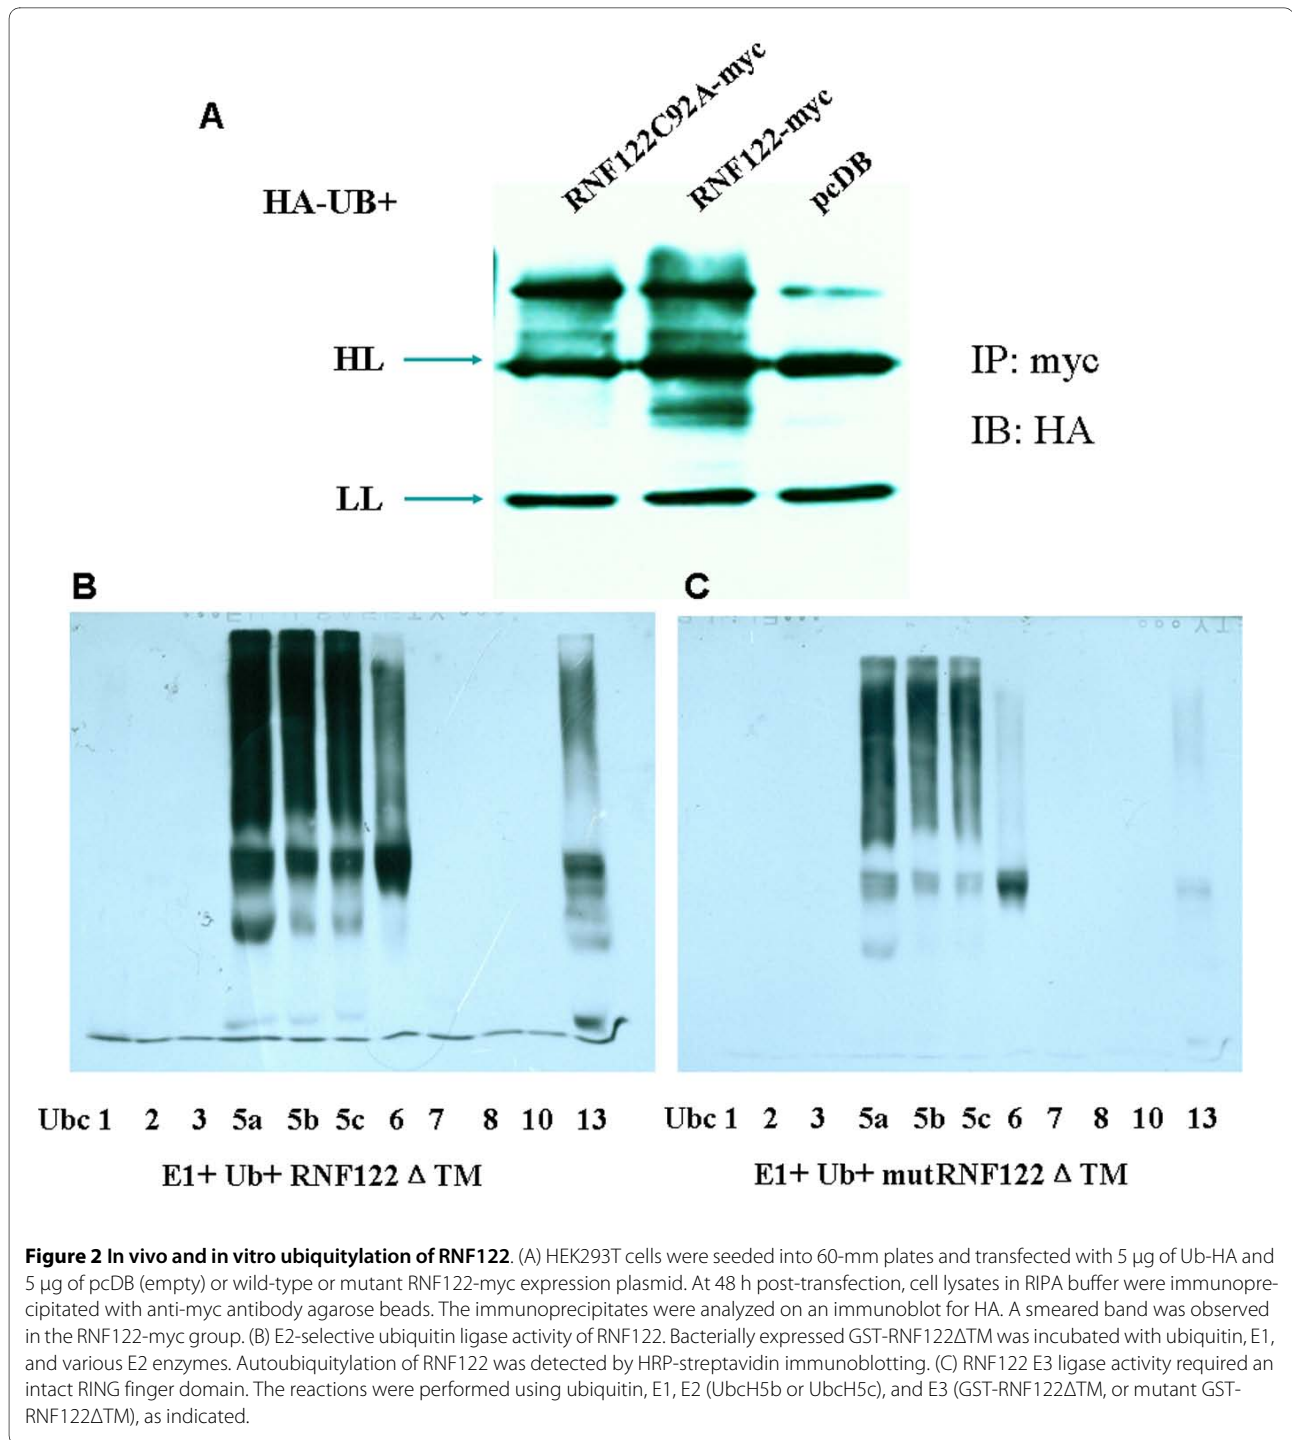 A
HA-UB+
RNF122C92A-myc
RNF122-myc
pcDB
HL
LL
IP: myc
IB: HA
B
C
Ubc 1 2 3 5a 5b 5c 6 7 8 10 13
E1+ Ub+ RNF122 Δ TM
Ubc 1 2 3 5a 5b 5c 6 7 8 10 13
E1+ Ub+ mutRNF122 Δ TM
Figure 2 In vivo and in vitro ubiquitylation of RNF122. (A) HEK293T cells were seeded into 60-mm plates and transfected with 5 μg of Ub-HA and
5 μg of pcDB (empty) or wild-type or mutant RNF122-myc expression plasmid. At 48 h post-transfection, cell lysates in RIPA buffer were immunopre-
cipitated with anti-myc antibody agarose beads. The immunoprecipitates were analyzed on an immunoblot for HA. A smeared band was observed
in the RNF122-myc group. (B) E2-selective ubiquitin ligase activity of RNF122. Bacterially expressed GST-RNF122ΔTM was incubated with ubiquitin, E1,
and various E2 enzymes. Autoubiquitylation of RNF122 was detected by HRP-streptavidin immunoblotting. (C) RNF122 E3 ligase activity required an
intact RING finger domain. The reactions were performed using ubiquitin, E1, E2 (UbcH5b or UbcH5c), and E3 (GST-RNF122ΔTM, or mutant GST-
RNF122ΔTM), as indicated.